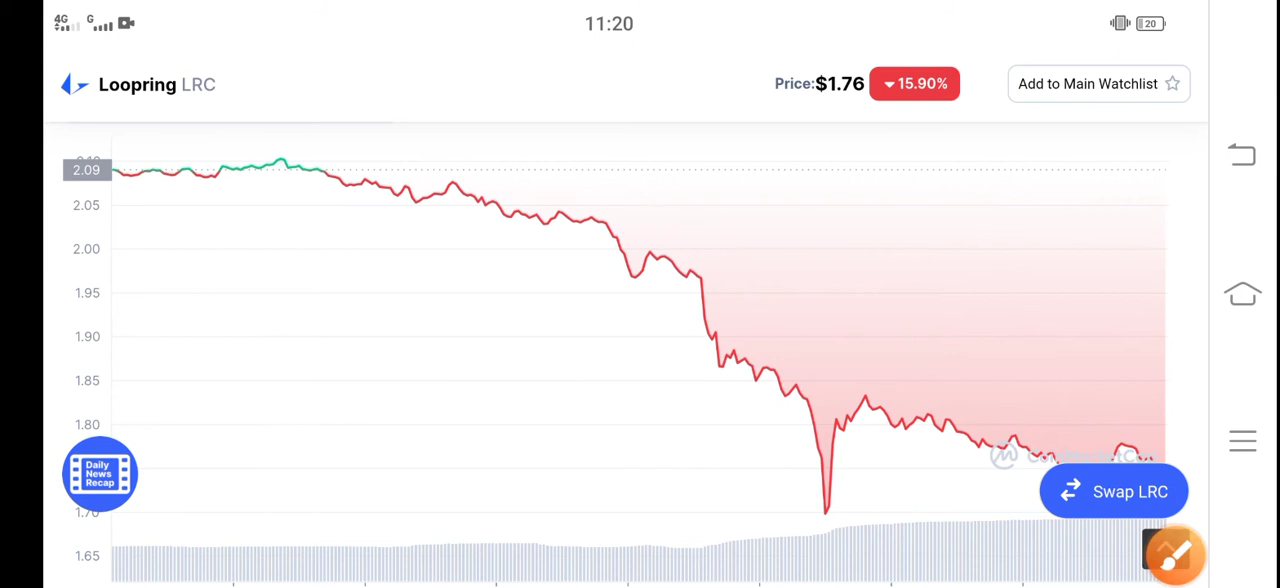 4G G 11:20 20
Loopring LRC Price:$1.76 15.90% Add to Main Watchlist
2.09
2.05
2.00
1.95
1.90
1.85
1.80
Daily
News
Recap
Swap LRC
1.70
1.65